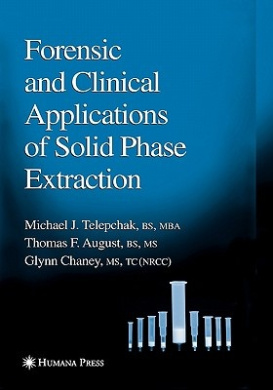 Forensic
and Clinical
Applications
of Solid Phase
Extraction
Michael J. Telepchak, BS, MBA
Thomas F. August, BS, MS
Glynn Chaney, MS, TC(NRCC)
HUMANA PRESS